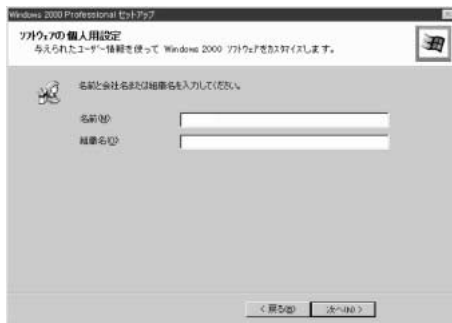 Windows 2000 Professional セットアップ
ソフトウェアの個人用設定
与えられたユーザー情報を使って Windows 2000 ソフトウェアをカスタマイズします。
名前と会社名または組織名を入力してください。
名前(M)
組織名(O)
< 戻る(B)
次へ(N) >